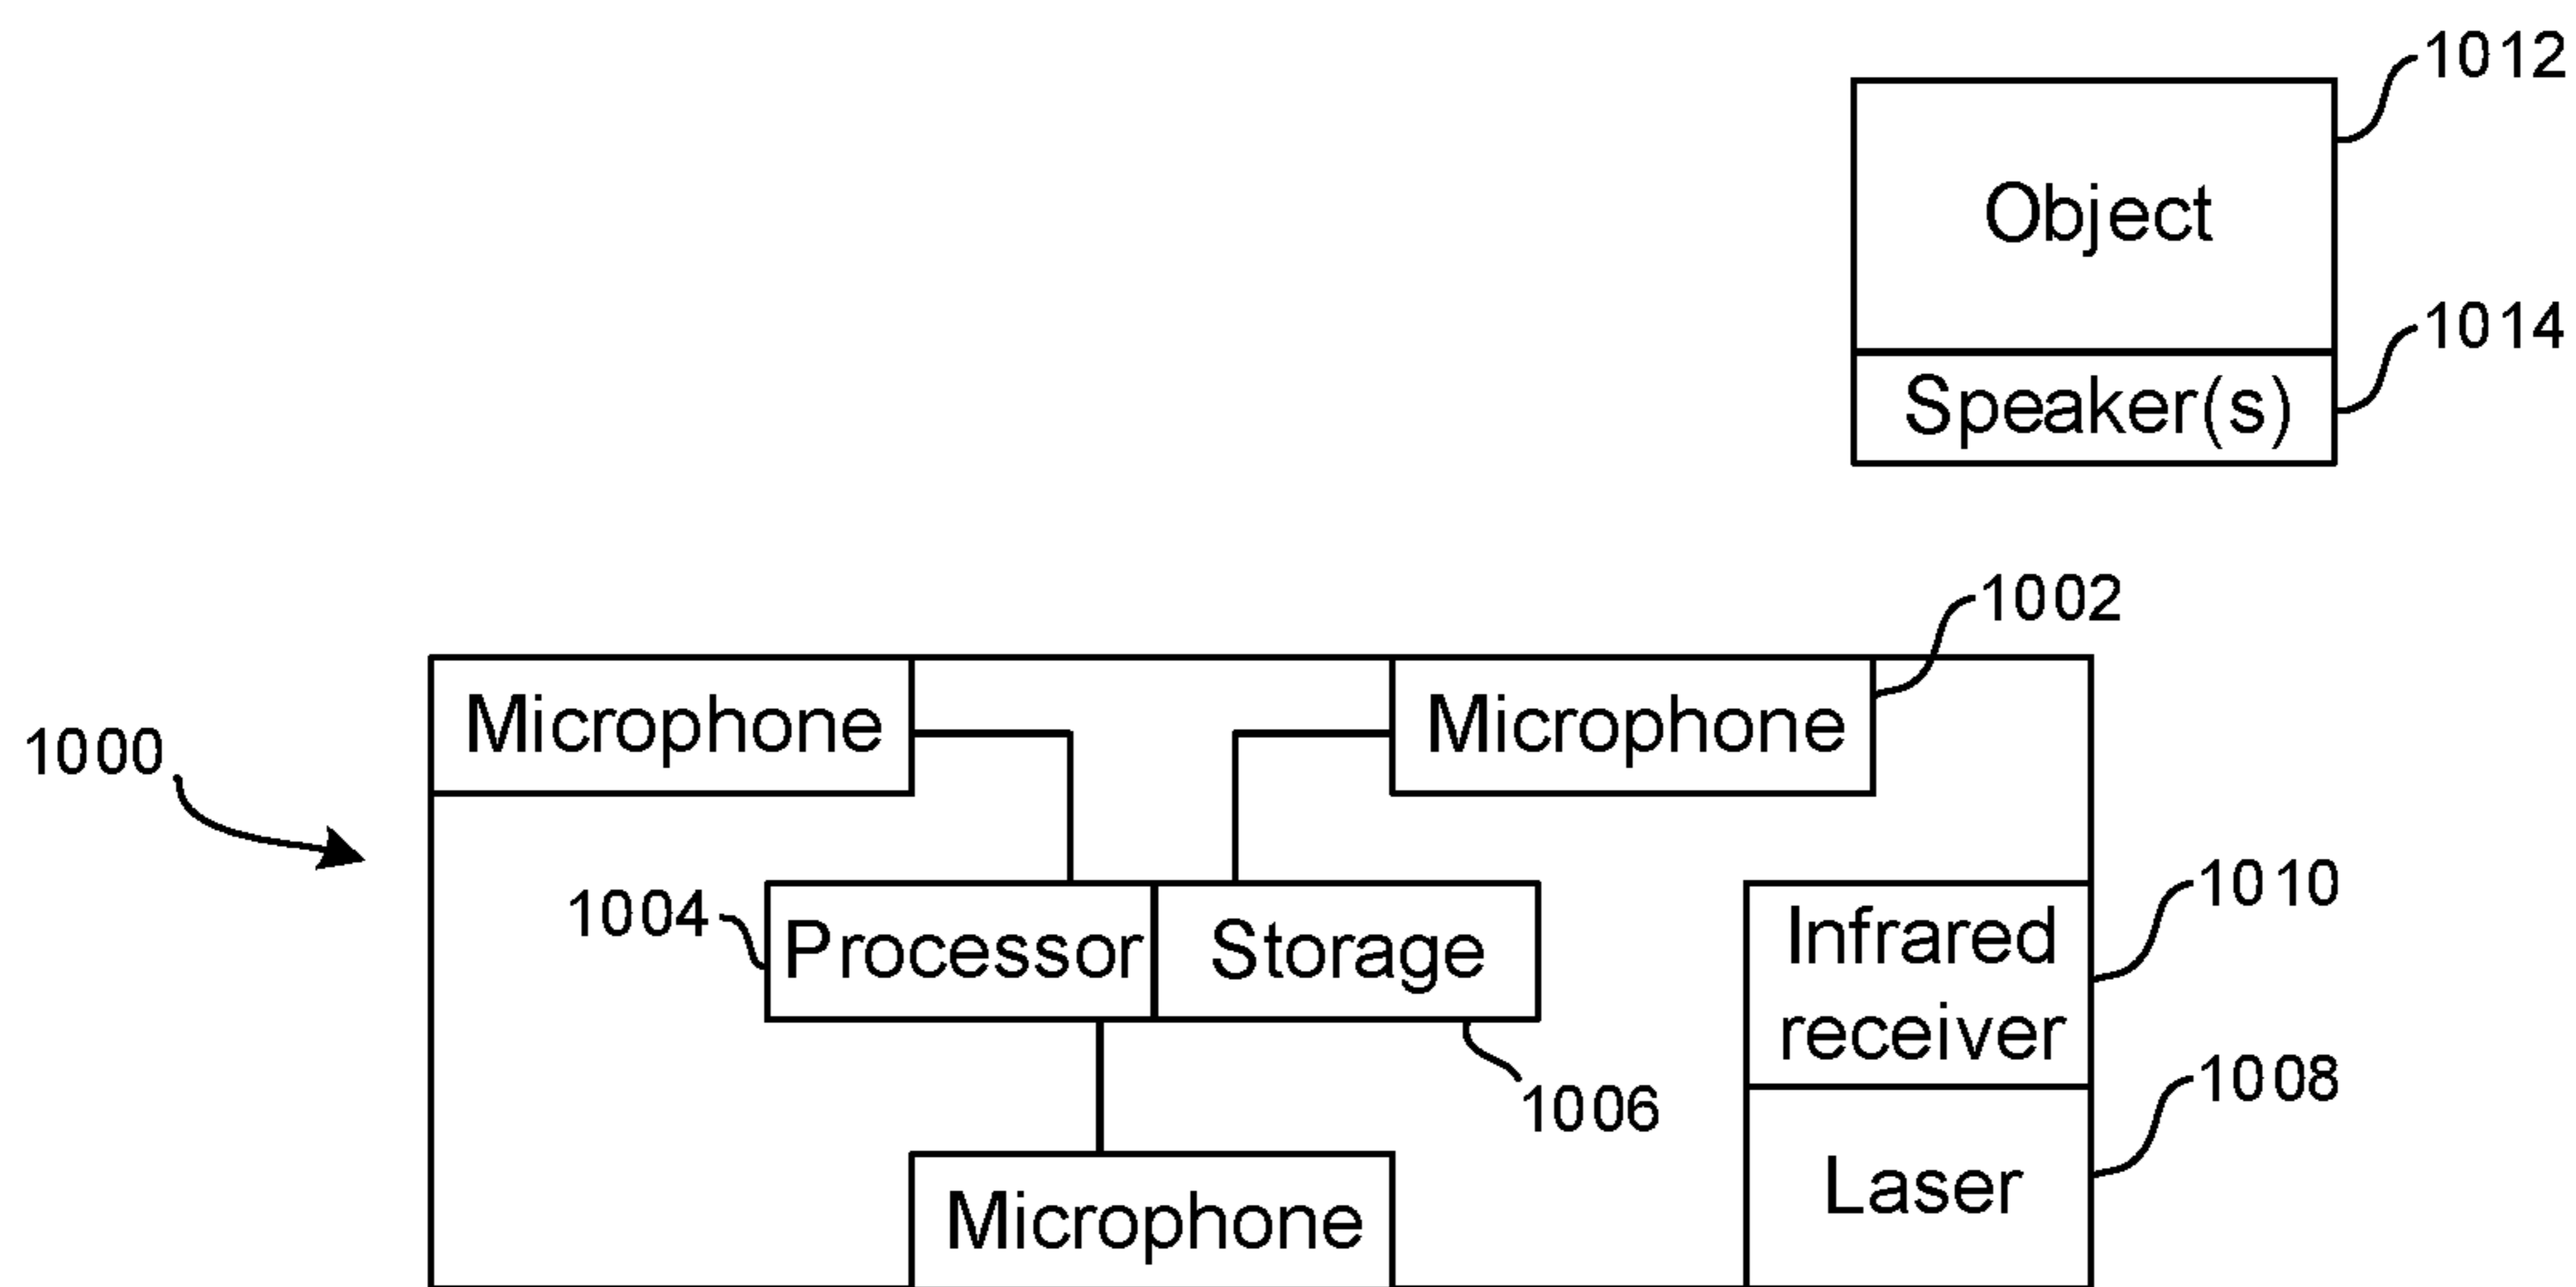 1012
Object
1014
Speaker(s)
1002
Microphone
Microphone
1000
1010
1004
Processor
Storage
Infrared
receiver
1008
1006
Laser
Microphone